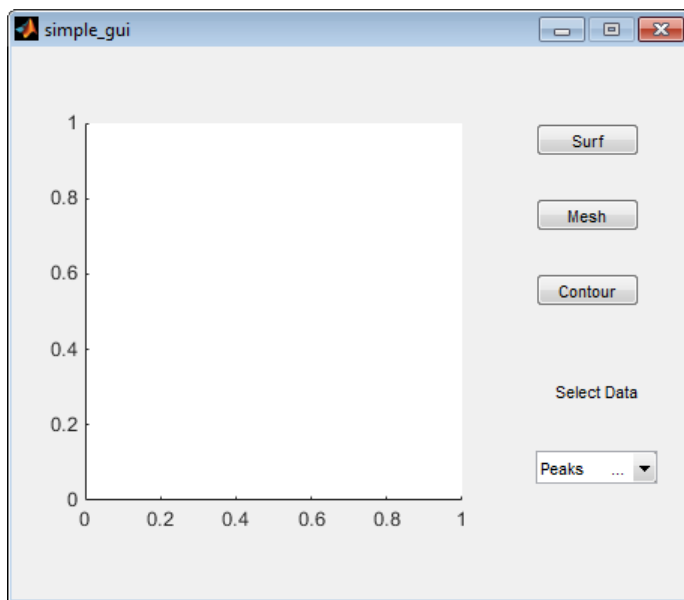 simple_gui
1
0.8
0.6
0.4
0.2
0
0 0.2 0.4 0.6 0.8 1
Surf
Mesh
Contour
Select Data
Peaks ...